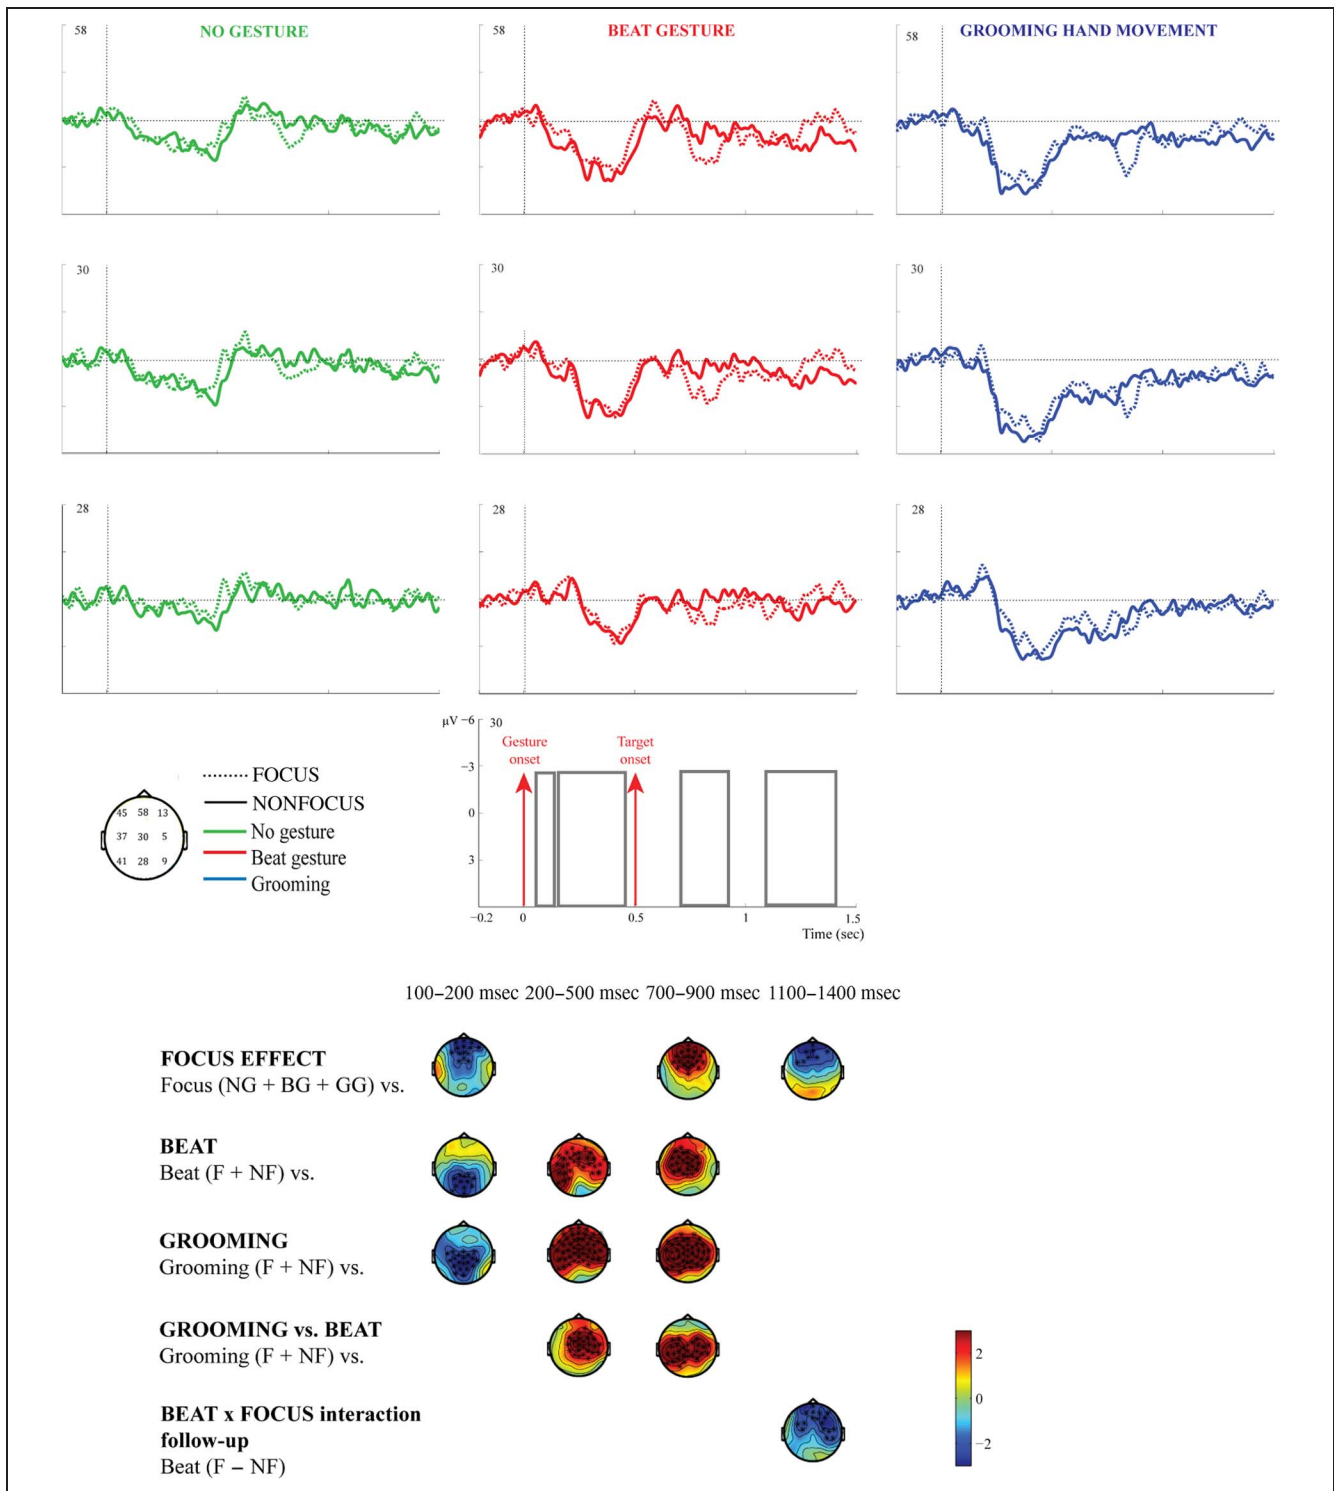 58
NO GESTURE
58
BEAT GESTURE
58
GROOMING HAND MOVEMENT
30
30
30
28
28
28
µV −6
30
Gesture
onset
Target
onset
−3
0
3
−0.2
0
0.5
1
1.5
Time (sec)
FOCUS
NONFOCUS
No gesture
Beat gesture
Grooming
45 58 13
37 30 5
41 28 9
100–200 msec 200–500 msec 700–900 msec 1100–1400 msec
FOCUS EFFECT
Focus (NG + BG + GG) vs.
BEAT
Beat (F + NF) vs.
GROOMING
Grooming (F + NF) vs.
GROOMING vs. BEAT
Grooming (F + NF) vs.
BEAT x FOCUS interaction
follow-up
Beat (F − NF)
2
0
−2